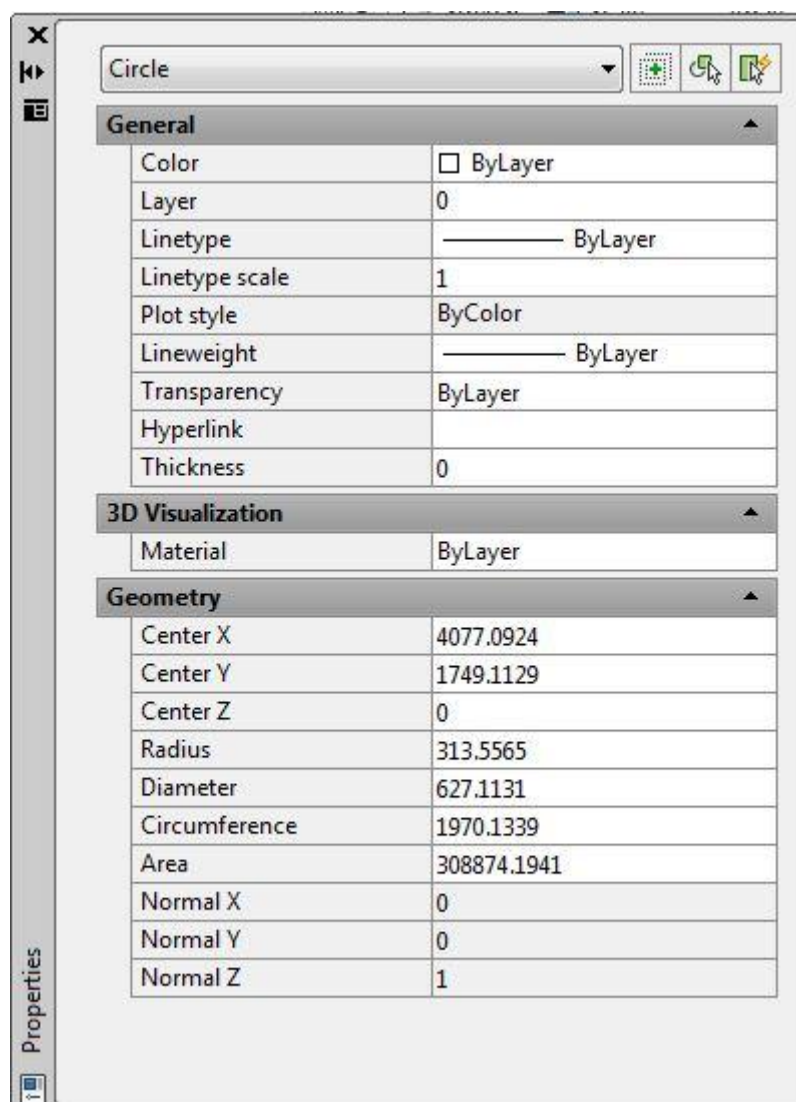 Circle
General
Color ByLayer
Layer 0
Linetype ByLayer
Linetype scale 1
Plot style ByColor
Lineweight ByLayer
Transparency ByLayer
Hyperlink
Thickness 0
3D Visualization
Material ByLayer
Geometry
Center X 4077.0924
Center Y 1749.1129
Center Z 0
Radius 313.5565
Diameter 627.1131
Circumference 1970.1339
Area 308874.1941
Normal X 0
Normal Y 0
Normal Z 1
Properties